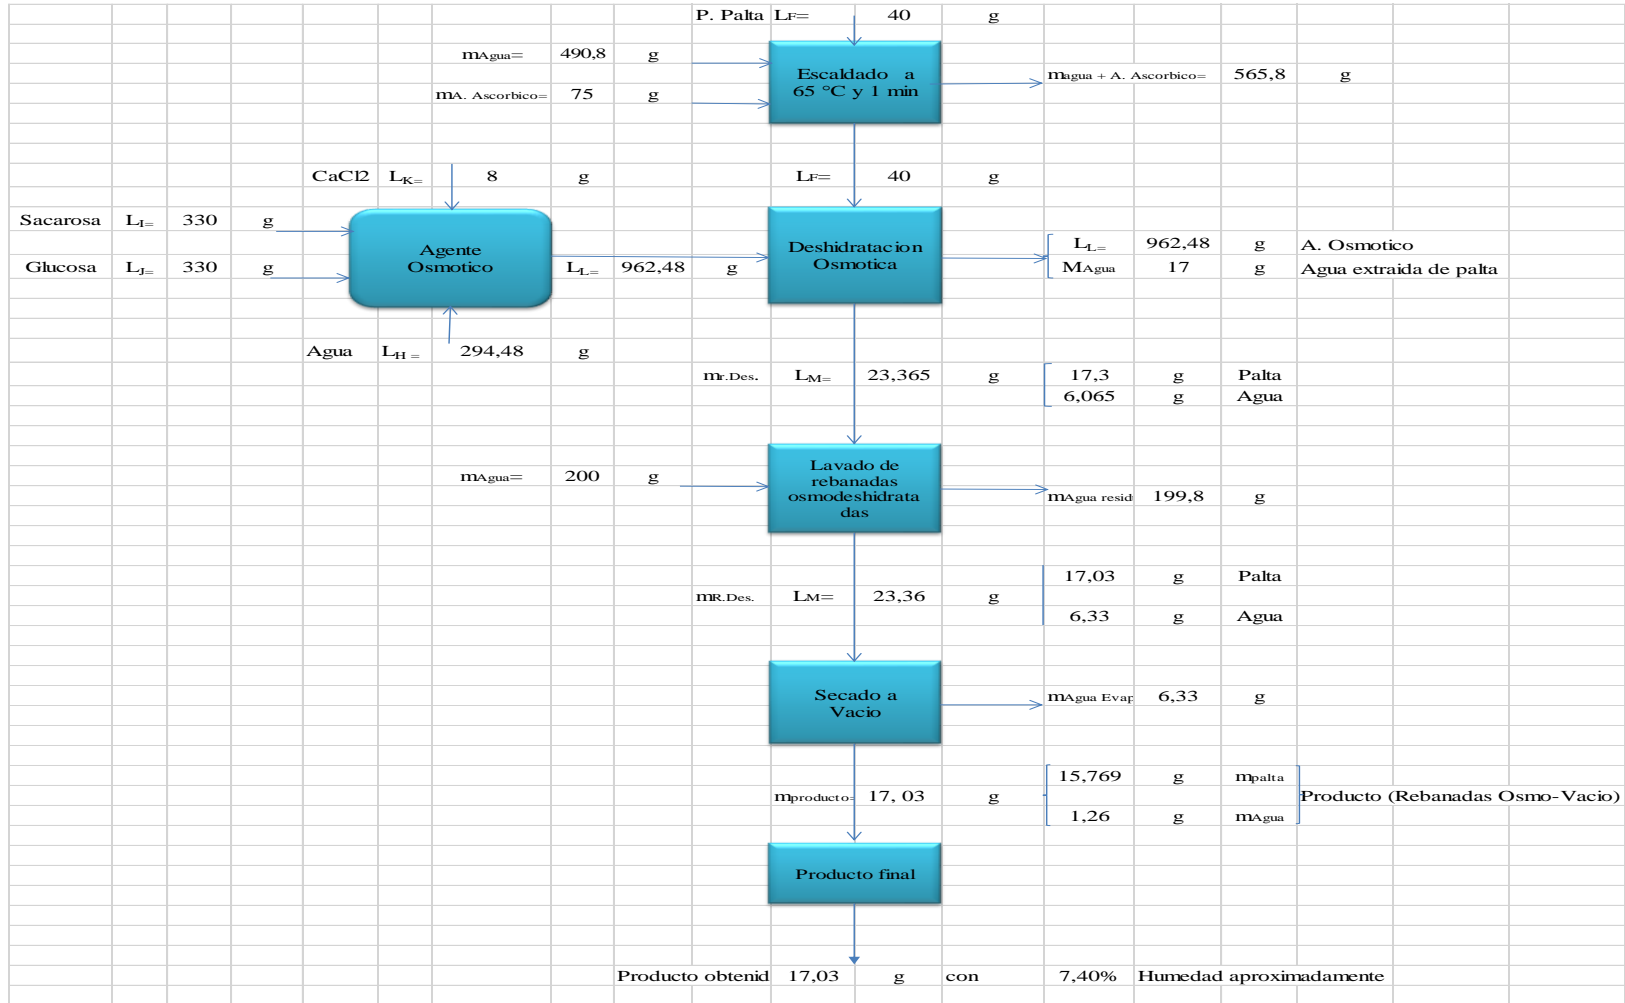 P. Palta LF= 40 g
mAgua= 490,8 g
mA. Ascorbico= 75 g
Escaldado a
65 °C y 1 min
magua + A. Ascorbico= 565,8 g
CaCl2 LK= 8 g
LF= 40 g
Sacarosa LI= 330 g
Glucosa LJ= 330 g
Agente
Osmotico
LL= 962,48 g
Deshidratacion
Osmotica
LL= 962,48 g A. Osmotico
MAgua 17 g Agua extraida de palta
Agua LH = 294,48 g
mr.Des. LM= 23,365 g
17,3 g Palta
6,065 g Agua
mAgua= 200 g
Lavado de
rebanadas
osmodeshidrata
das
mAgua resid 199,8 g
mR.Des. LM= 23,36 g
17,03 g Palta
6,33 g Agua
Secado a
Vacio
mAgua Evap 6,33 g
mproducto= 17, 03 g
15,769 g mpalta
1,26 g mAgua
Producto (Rebanadas Osmo-Vacio)
Producto final
Producto obtenid 17,03 g con 7,40% Humedad aproximadamente